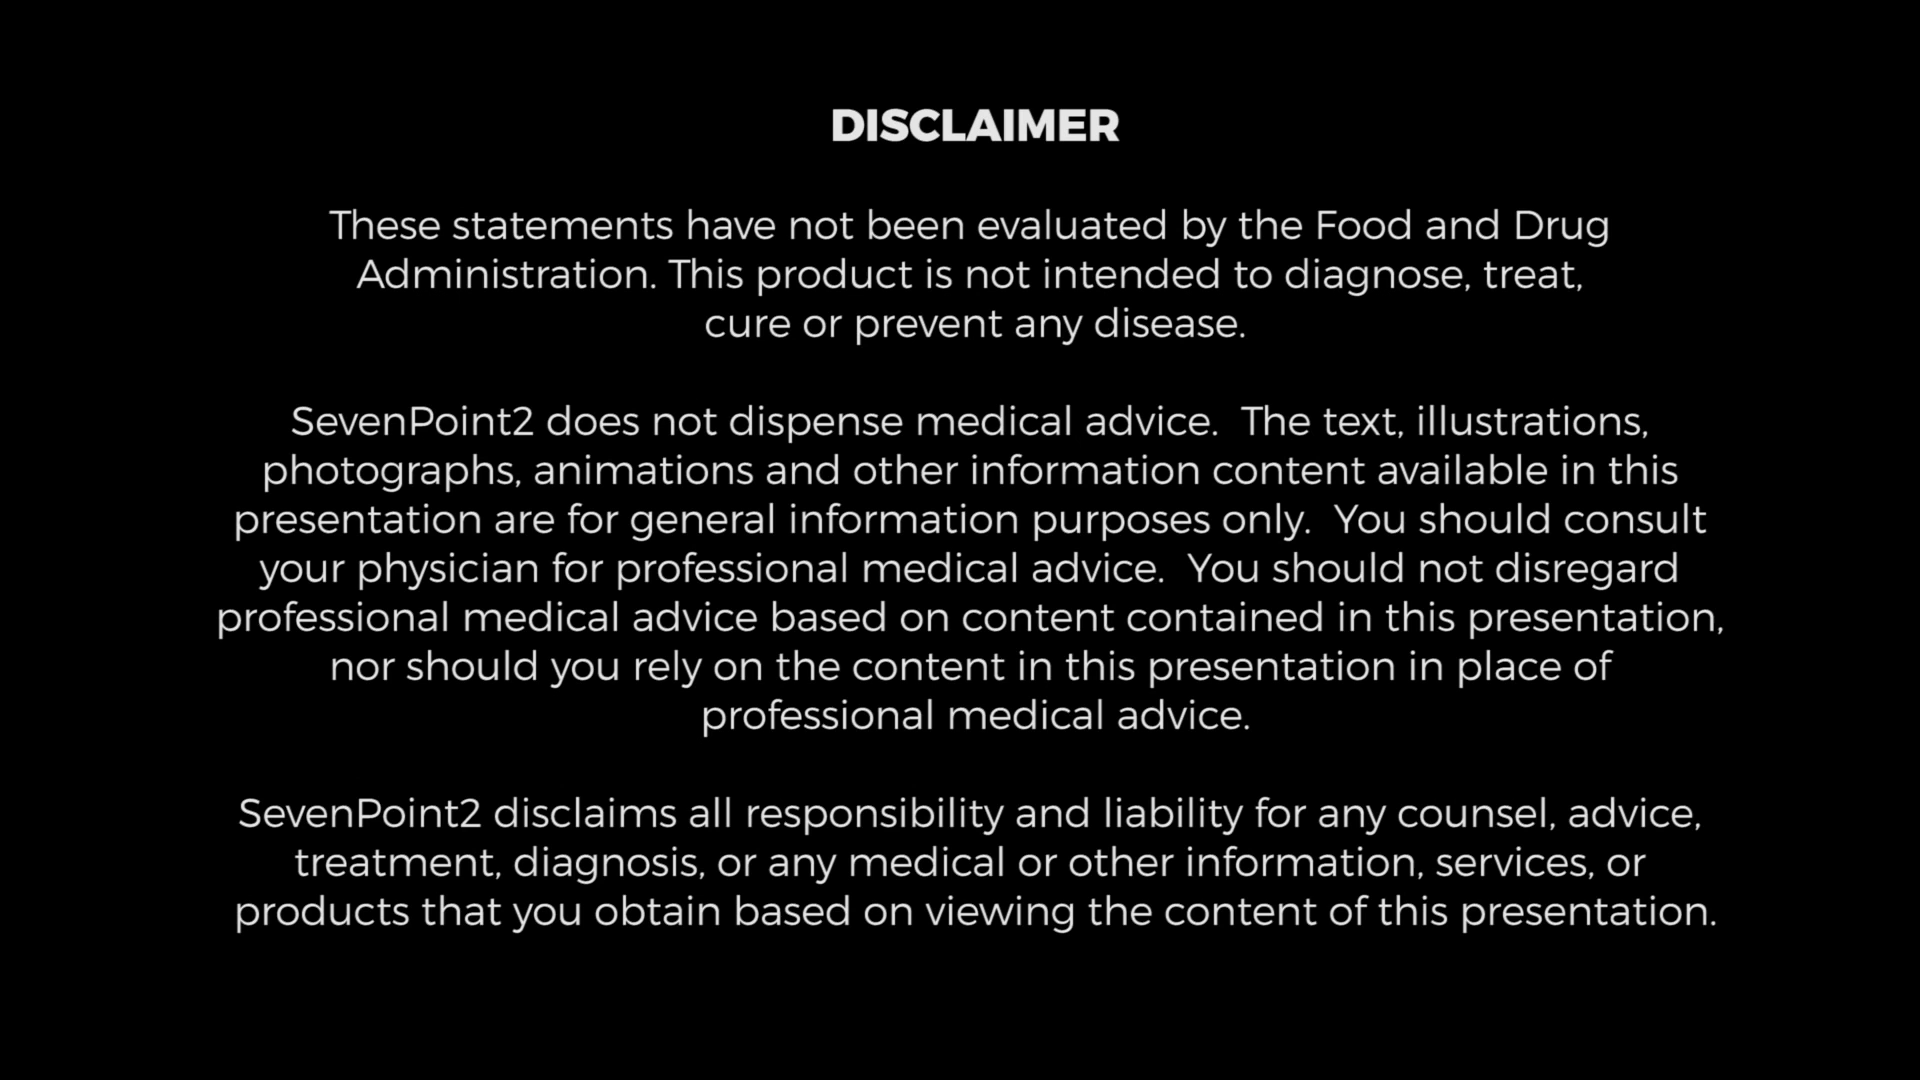 DISCLAIMER
These statements have not been evaluated by the Food and Drug
Administration. This product is not intended to diagnose, treat,
cure or prevent any disease.
SevenPoint2 does not dispense medical advice.  The text, illustrations,
photographs, animations and other information content available in this
presentation are for general information purposes only.  You should consult
your physician for professional medical advice.  You should not disregard
professional medical advice based on content contained in this presentation,
nor should you rely on the content in this presentation in place of
professional medical advice.
SevenPoint2 disclaims all responsibility and liability for any counsel, advice,
treatment, diagnosis, or any medical or other information, services, or
products that you obtain based on viewing the content of this presentation.